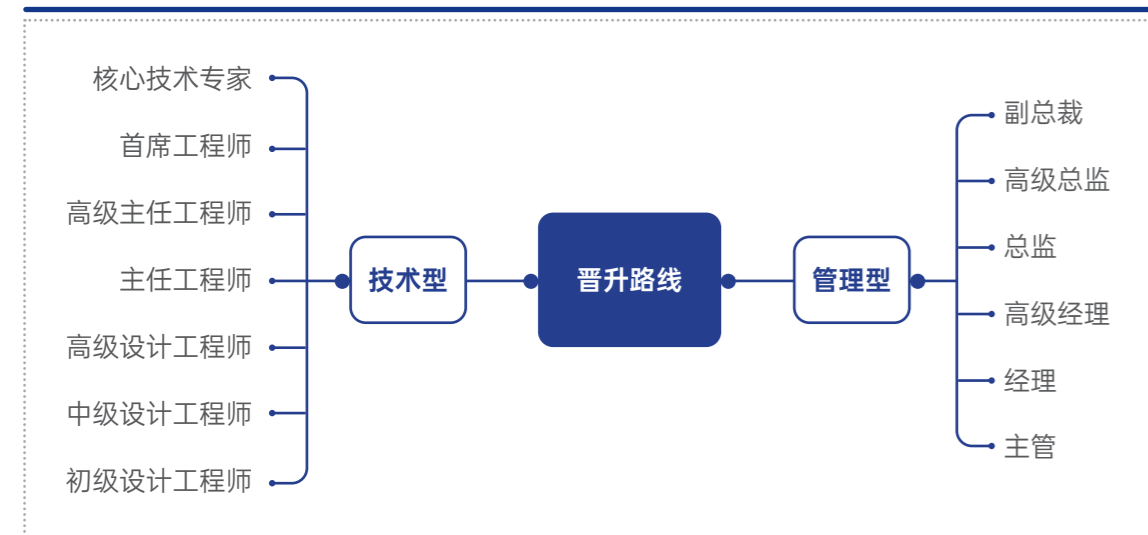 核心技术专家
首席工程师
高级主任工程师
主任工程师
高级设计工程师
中级设计工程师
初级设计工程师
技术型
晋升路线
管理型
副总裁
高级总监
总监
高级经理
经理
主管